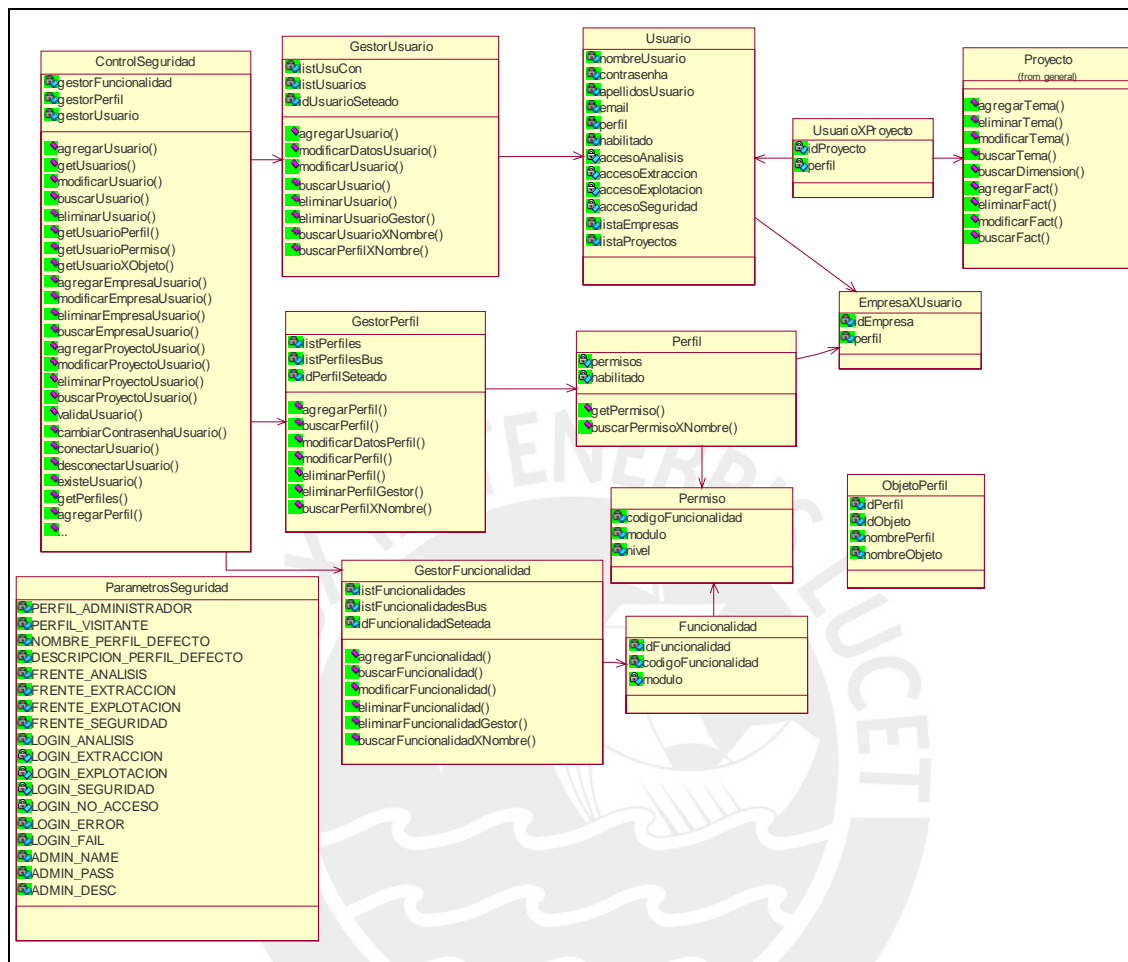 ControlSeguridad
gestorFuncionalidad
gestorPerfil
gestorUsuario
agregarUsuario()
getUsuarios()
modificarUsuario()
buscarUsuario()
eliminarUsuario()
getUsuarioPerfil()
getUsuarioPermiso()
getUsuarioXObjeto()
agregarEmpresaUsuario()
modificarEmpresaUsuario()
eliminarEmpresaUsuario()
buscarEmpresaUsuario()
agregarProyectoUsuario()
modificarProyectoUsuario()
eliminarProyectoUsuario()
buscarProyectoUsuario()
validaUsuario()
cambiarContrasenhaUsuario()
conectarUsuario()
desconectarUsuario()
existeUsuario()
getPerfiles()
agregarPerfil()
...
GestorUsuario
listUsuCon
listUsuarios
idUsuarioSeteado
agregarUsuario()
modificarDatosUsuario()
modificarUsuario()
buscarUsuario()
eliminarUsuario()
eliminarUsuarioGestor()
buscarUsuarioXNombre()
buscarPerfilXNombre()
Usuario
nombreUsuario
contrasenha
apellidosUsuario
email
perfil
habilitado
accesoAnalisis
accesoExtraccion
accesoExplotacion
accesoSeguridad
listaEmpresas
listaProyectos
UsuarioXProyecto
idProyecto
perfil
Proyecto
(from general)
agregarTema()
eliminarTema()
modificarTema()
buscarTema()
buscarDimension()
agregarFact()
eliminarFact()
modificarFact()
buscarFact()
EmpresaXUsuario
idEmpresa
perfil
GestorPerfil
listPerfiles
listPerfilesBus
idPerfilSeteado
agregarPerfil()
buscarPerfil()
modificarDatosPerfil()
modificarPerfil()
eliminarPerfil()
eliminarPerfilGestor()
buscarPerfilXNombre()
Perfil
permisos
habilitado
getPermiso()
buscarPermisoXNombre()
Permiso
codigoFuncionalidad
modulo
nivel
ObjetoPerfil
idPerfil
idObjeto
nombrePerfil
nombreObjeto
GestorFuncionalidad
listFuncionalidades
listFuncionalidadesBus
idFuncionalidadSeteada
agregarFuncionalidad()
buscarFuncionalidad()
modificarFuncionalidad()
eliminarFuncionalidad()
eliminarFuncionalidadGestor()
buscarFuncionalidadXNombre()
Funcionalidad
idFuncionalidad
codigoFuncionalidad
modulo
ParametrosSeguridad
PERFIL_ADMINISTRADOR
PERFIL_VISITANTE
NOMBRE_PERFIL_DEFECTO
DESCRIPCION_PERFIL_DEFECTO
FRENTE_ANALISIS
FRENTE_EXTRACCION
FRENTE_EXPLOTACION
FRENTE_SEGURIDAD
LOGIN_ANALISIS
LOGIN_EXTRACCION
LOGIN_EXPLOTACION
LOGIN_SEGURIDAD
LOGIN_NO_ACCESO
LOGIN_ERROR
LOGIN_FAIL
ADMIN_NAME
ADMIN_PASS
ADMIN_DESC